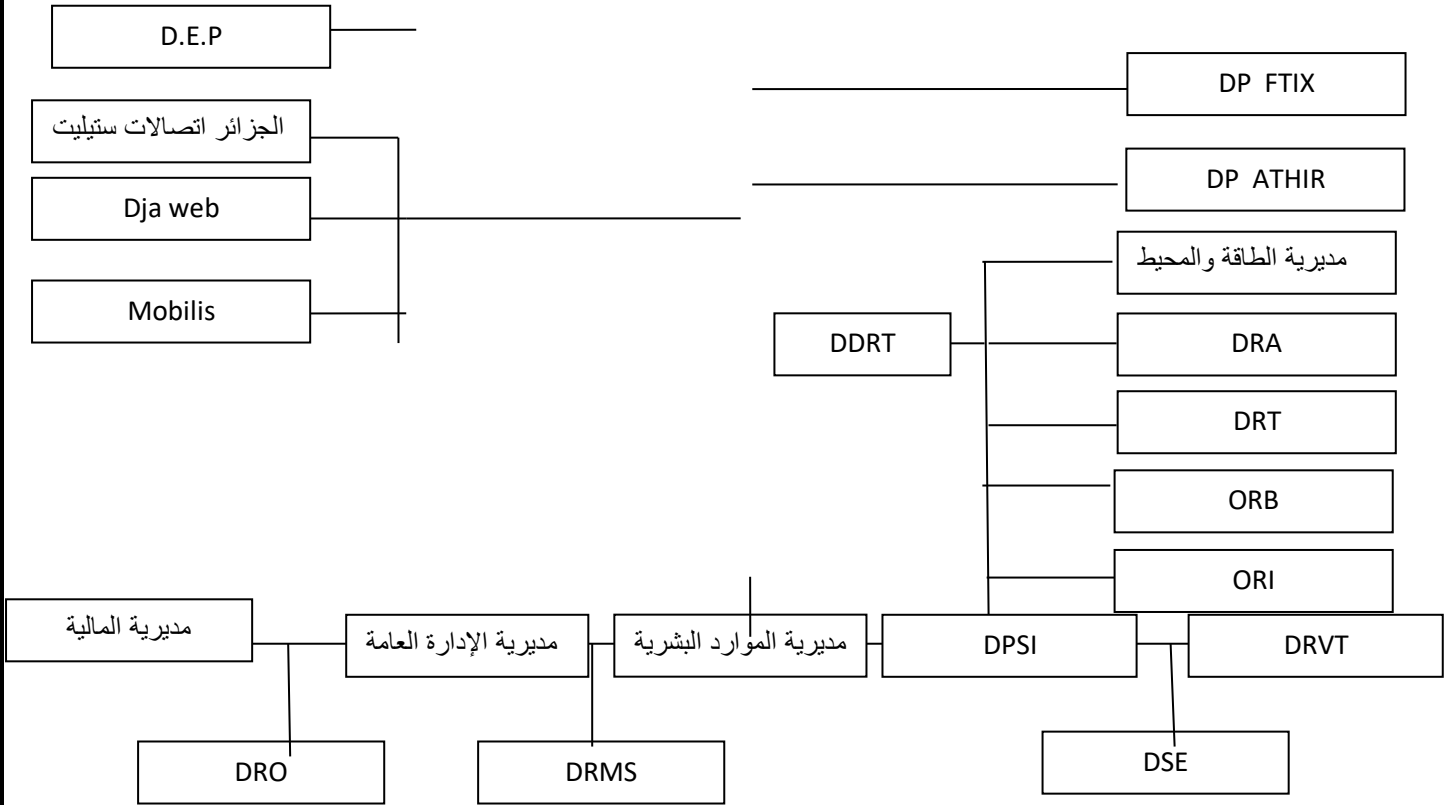 D.E.P
DP FTIX
الجزائر اتصالات ستيليت
DP ATHIR
Dja web
مديرية الطاقة والمحيط
Mobilis
DDRT
DRA
DRT
ORB
ORI
مديرية المالية
مديرية الإدارة العامة
مديرية الموارد البشرية
DPSI
DRVT
DRO
DRMS
DSE